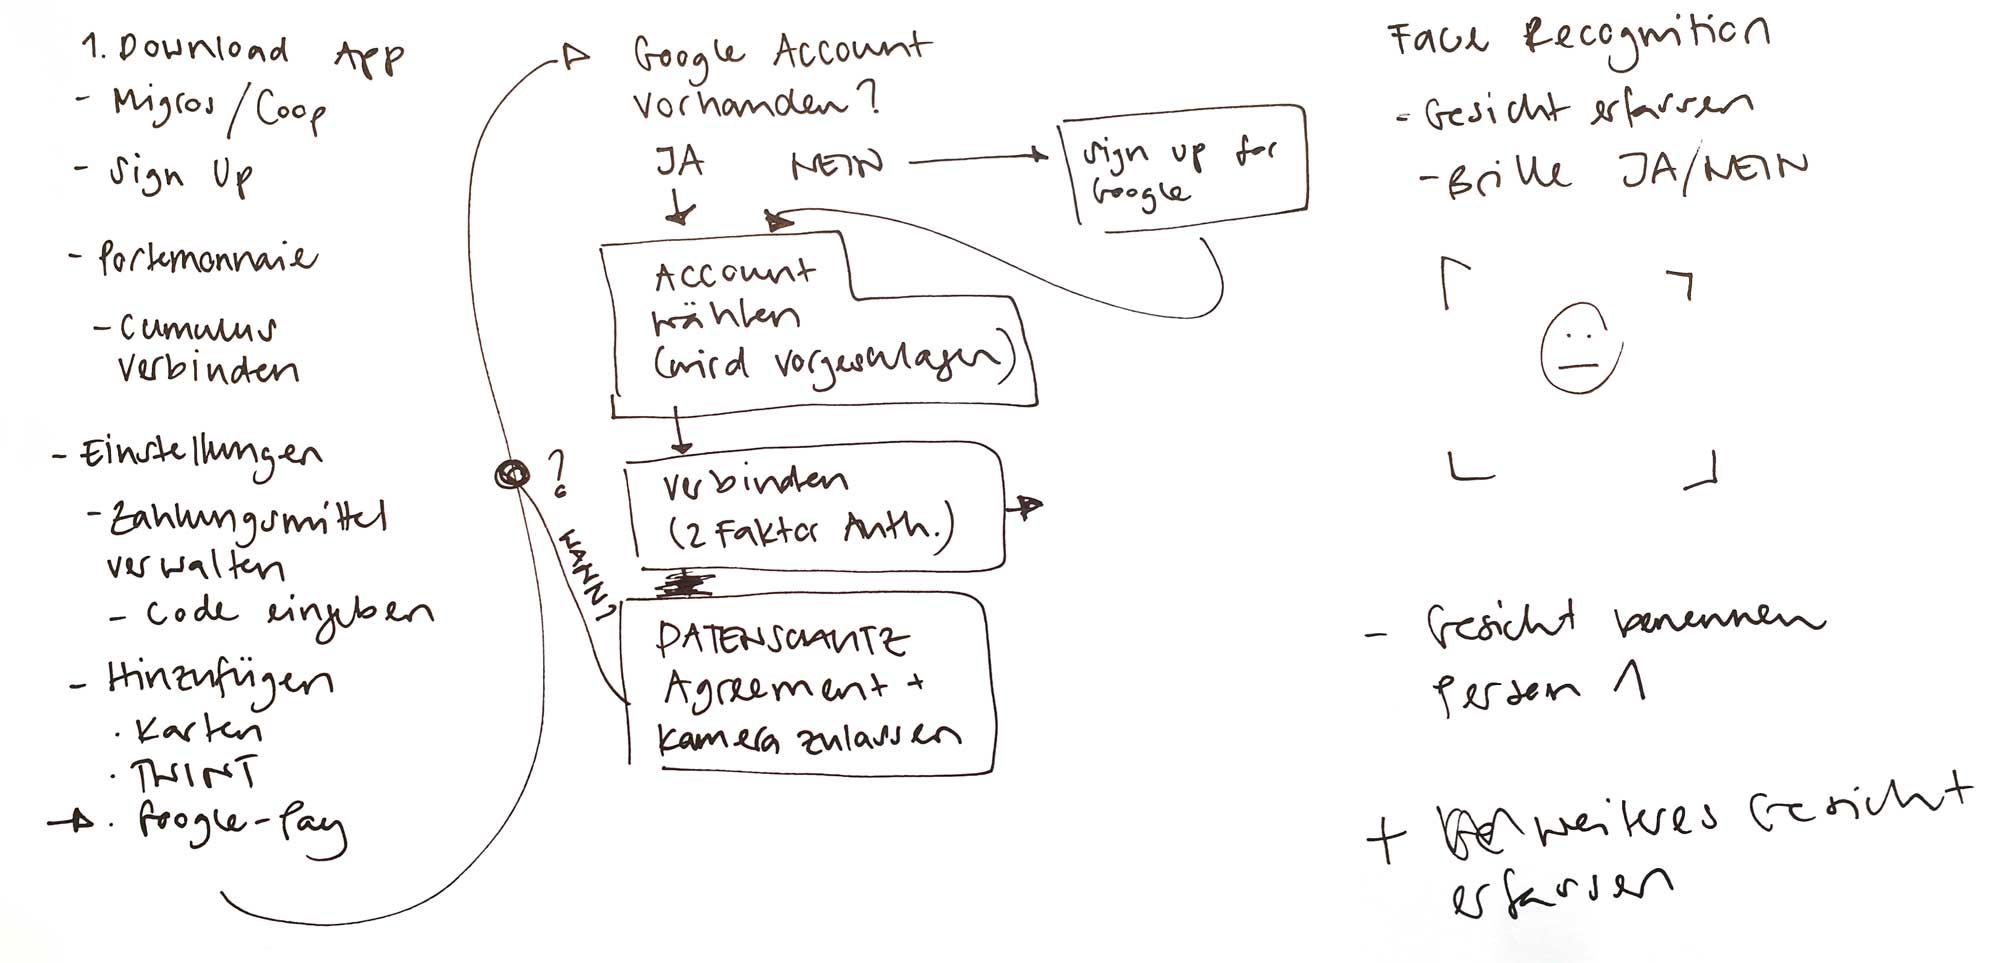 1. Download App
- Migros/Coop
- Sign Up
- Portemonnaie
- Cumulus
verbinden
- Einstellungen
- Zahlungsmittel
verwalten
- Code eingeben
- Hinzufügen
· Karten
· TWINT
· Google-Pay
Google Account
vorhanden?
JA NEIN
sign up for
Google
Account
wählen
(wird vorgeschlagen)
verbinden
(2 Faktor Auth.)
?
WANN?
DATENSCHUTZ
Agreement +
Kamera zulassen
Face Recognition
- Gesicht erfassen
- Brille JA/NEIN
- Gesicht benennen
Person 1
+ weiteres Gesicht
erfassen